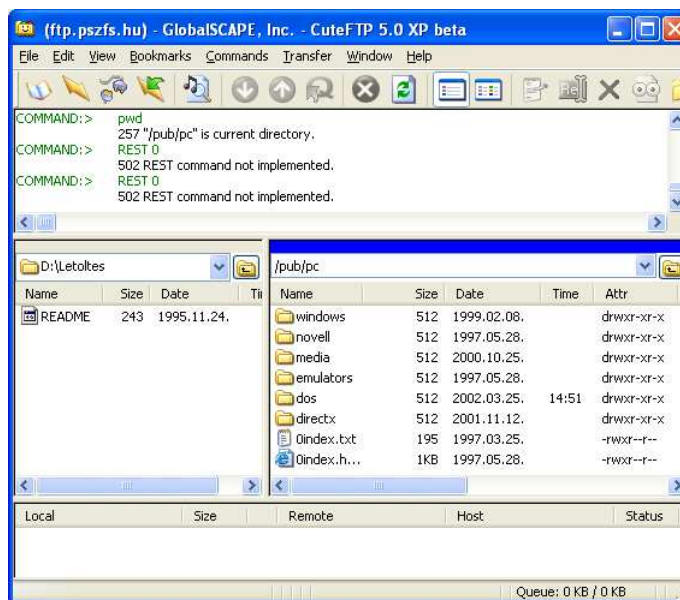 (ftp.pszfs.hu) - GlobalSCAPE, Inc. - CuteFTP 5.0 XP beta
File Edit View Bookmarks Commands Transfer Window Help
COMMAND:> pwd
257 "/pub/pc" is current directory.
COMMAND:> REST 0
502 REST command not implemented.
COMMAND:> REST 0
502 REST command not implemented.
D:\Letoltes /pub/pc
Name Size Date Name Size Date Time Attr
README 243 1995.11.24. windows 512 1999.02.08. drwxr-xr-x
novell 512 1997.05.28. drwxr-xr-x
media 512 2000.10.25. drwxr-xr-x
emulators 512 1997.05.28. drwxr-xr-x
dos 512 2002.03.25. 14:51 drwxr-xr-x
directx 512 2001.11.12. drwxr-xr-x
0index.txt 195 1997.03.25. -rwxr--r--
0index.h... 1KB 1997.05.28. -rwxr--r--
Local Size Remote Host Status
Queue: 0 KB / 0 KB